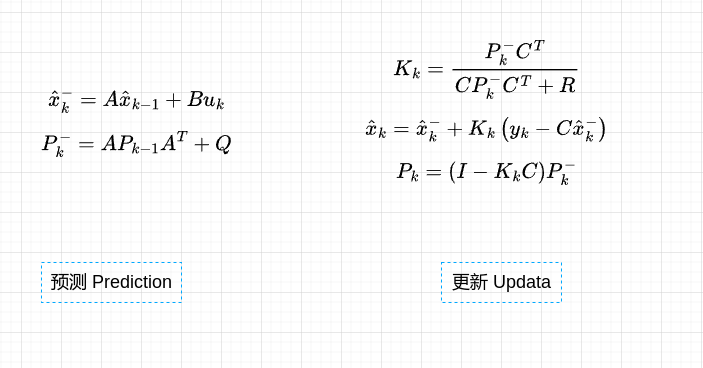 $\hat{x}_k^- = A\hat{x}_{k-1} + Bu_k$
$P_k^- = AP_{k-1}A^T + Q$
$K_k = \frac{P_k^- C^T}{CP_k^- C^T + R}$
$\hat{x}_k = \hat{x}_k^- + K_k \left( y_k - C\hat{x}_k^- \right)$
$P_k = (I - K_k C)P_k^-$
预测 Prediction
更新 Updata